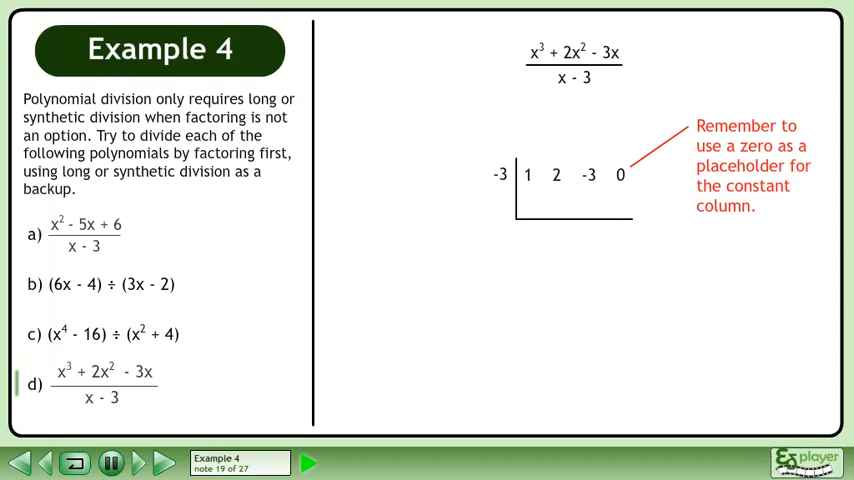 Example 4
Polynomial division only requires long or
synthetic division when factoring is not
an option. Try to divide each of the
following polynomials by factoring first,
using long or synthetic division as a
backup.
a) x² - 5x + 6
x - 3
b) (6x - 4) ÷ (3x - 2)
c) (x⁴ - 16) ÷ (x² + 4)
d) x³ + 2x² - 3x
x - 3
x³ + 2x² - 3x
x - 3
-3 1 2 -3 0
Remember to
use a zero as a
placeholder for
the constant
column.
Example 4
note 19 of 27
player